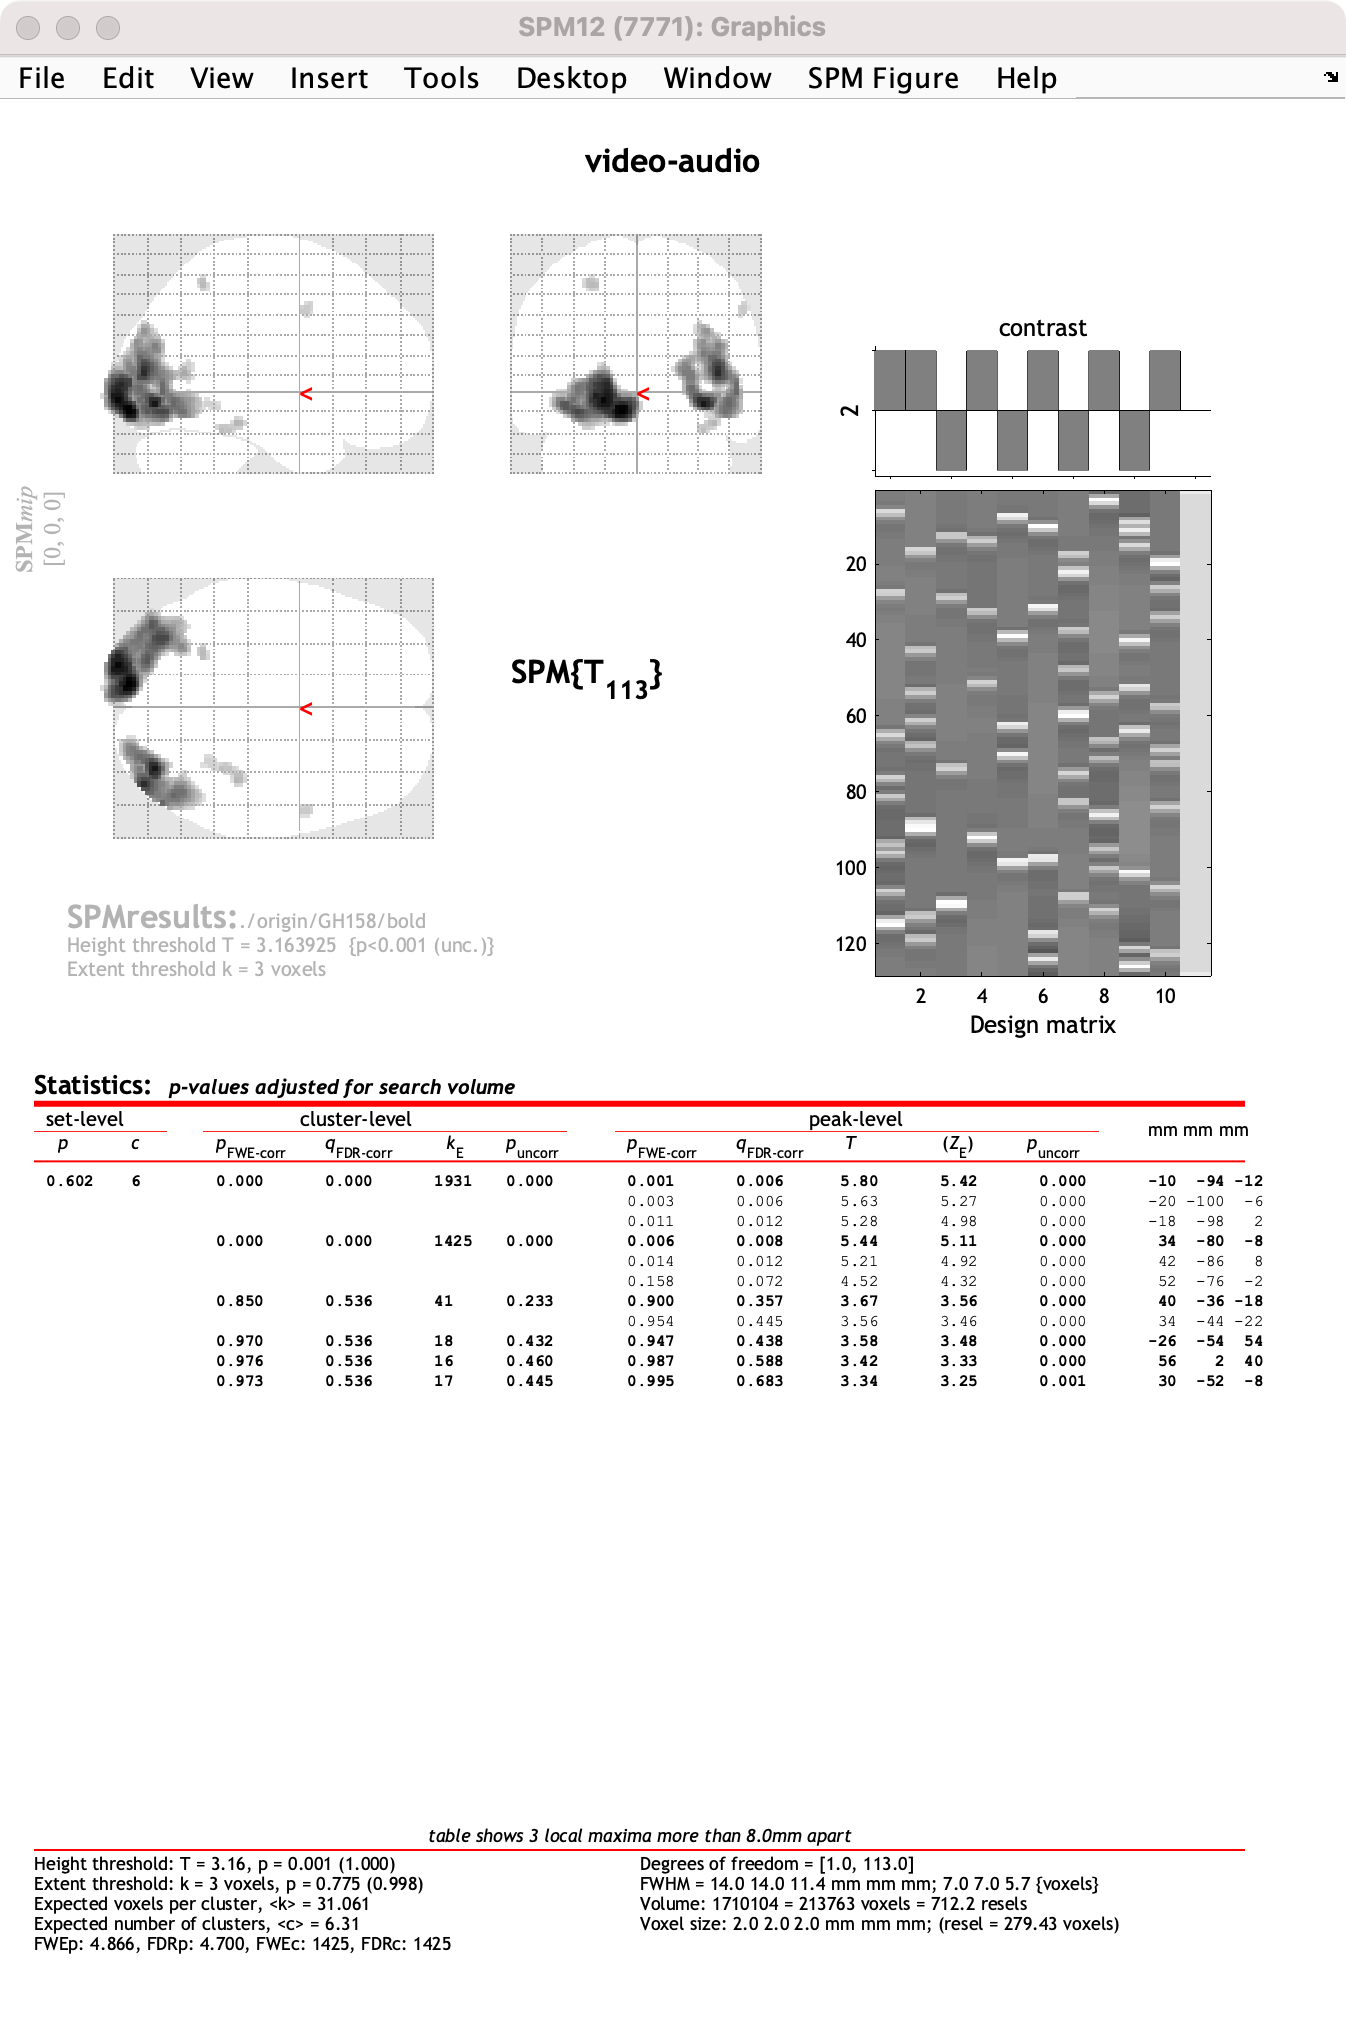 SPM12 (7771): Graphics
File Edit View Insert Tools Desktop Window SPM Figure Help
video-audio
<
<
<
SPMmip
[0, 0, 0]
SPM{T113}
contrast
2
20
40
60
80
100
120
2 4 6 8 10
Design matrix
SPMresults: ./origin/GH158/bold
Height threshold T = 3.163925 {p<0.001 (unc.)}
Extent threshold k = 3 voxels
Statistics: p-values adjusted for search volume
set-level cluster-level peak-level mm mm mm
p c pFWE-corr qFDR-corr kE puncorr pFWE-corr qFDR-corr T (ZE) puncorr
0.602 6 0.000 0.000 1931 0.000 0.001 0.006 5.80 5.42 0.000 -10 -94 -12
0.003 0.006 5.63 5.27 0.000 -20 -100 -6
0.011 0.012 5.28 4.98 0.000 -18 -98 2
0.000 0.000 1425 0.000 0.006 0.008 5.44 5.11 0.000 34 -80 -8
0.014 0.012 5.21 4.92 0.000 42 -86 8
0.158 0.072 4.52 4.32 0.000 52 -76 -2
0.850 0.536 41 0.233 0.900 0.357 3.67 3.56 0.000 40 -36 -18
0.954 0.445 3.56 3.46 0.000 34 -44 -22
0.970 0.536 18 0.432 0.947 0.438 3.58 3.48 0.000 -26 -54 54
0.976 0.536 16 0.460 0.987 0.588 3.42 3.33 0.000 56 2 40
0.973 0.536 17 0.445 0.995 0.683 3.34 3.25 0.001 30 -52 -8
table shows 3 local maxima more than 8.0mm apart
Height threshold: T = 3.16, p = 0.001 (1.000)
Extent threshold: k = 3 voxels, p = 0.775 (0.998)
Expected voxels per cluster, <k> = 31.061
Expected number of clusters, <c> = 6.31
FWEp: 4.866, FDRp: 4.700, FWEc: 1425, FDRc: 1425
Degrees of freedom = [1.0, 113.0]
FWHM = 14.0 14.0 11.4 mm mm mm; 7.0 7.0 5.7 {voxels}
Volume: 1710104 = 213763 voxels = 712.2 resels
Voxel size: 2.0 2.0 2.0 mm mm mm; (resel = 279.43 voxels)